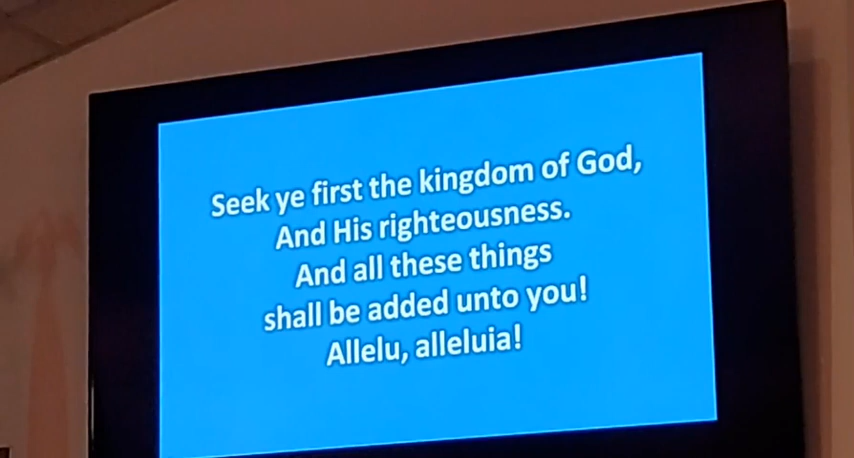 Seek ye first the kingdom of God,
And His righteousness.
And all these things
shall be added unto you!
Allelu, alleluia!